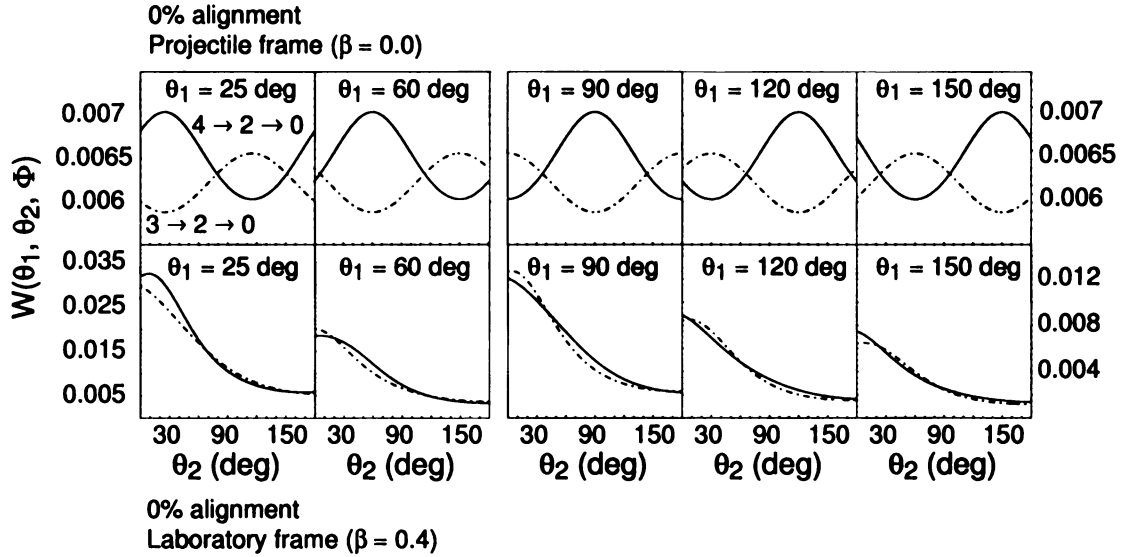 0% alignment
Projectile frame (β = 0.0)
θ₁ = 25 deg
θ₁ = 60 deg
θ₁ = 90 deg
θ₁ = 120 deg
θ₁ = 150 deg
4 → 2 → 0
3 → 2 → 0
0.007
0.0065
0.006
0.007
0.0065
0.006
W(θ₁, θ₂, Φ)
θ₁ = 25 deg
θ₁ = 60 deg
θ₁ = 90 deg
θ₁ = 120 deg
θ₁ = 150 deg
0.035
0.025
0.015
0.005
0.012
0.008
0.004
30 90 150 30 90 150 30 90 150 30 90 150 30 90 150
θ₂ (deg) θ₂ (deg) θ₂ (deg) θ₂ (deg) θ₂ (deg)
0% alignment
Laboratory frame (β = 0.4)